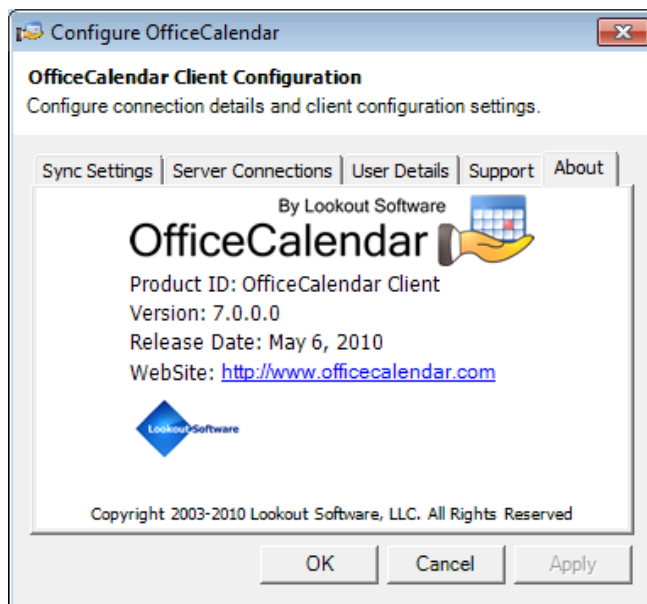 Configure OfficeCalendar
OfficeCalendar Client Configuration
Configure connection details and client configuration settings.
Sync Settings Server Connections User Details Support About
By Lookout Software
OfficeCalendar
Product ID: OfficeCalendar Client
Version: 7.0.0.0
Release Date: May 6, 2010
WebSite: http://www.officecalendar.com
Lookout Software
Copyright 2003-2010 Lookout Software, LLC. All Rights Reserved
OK Cancel Apply